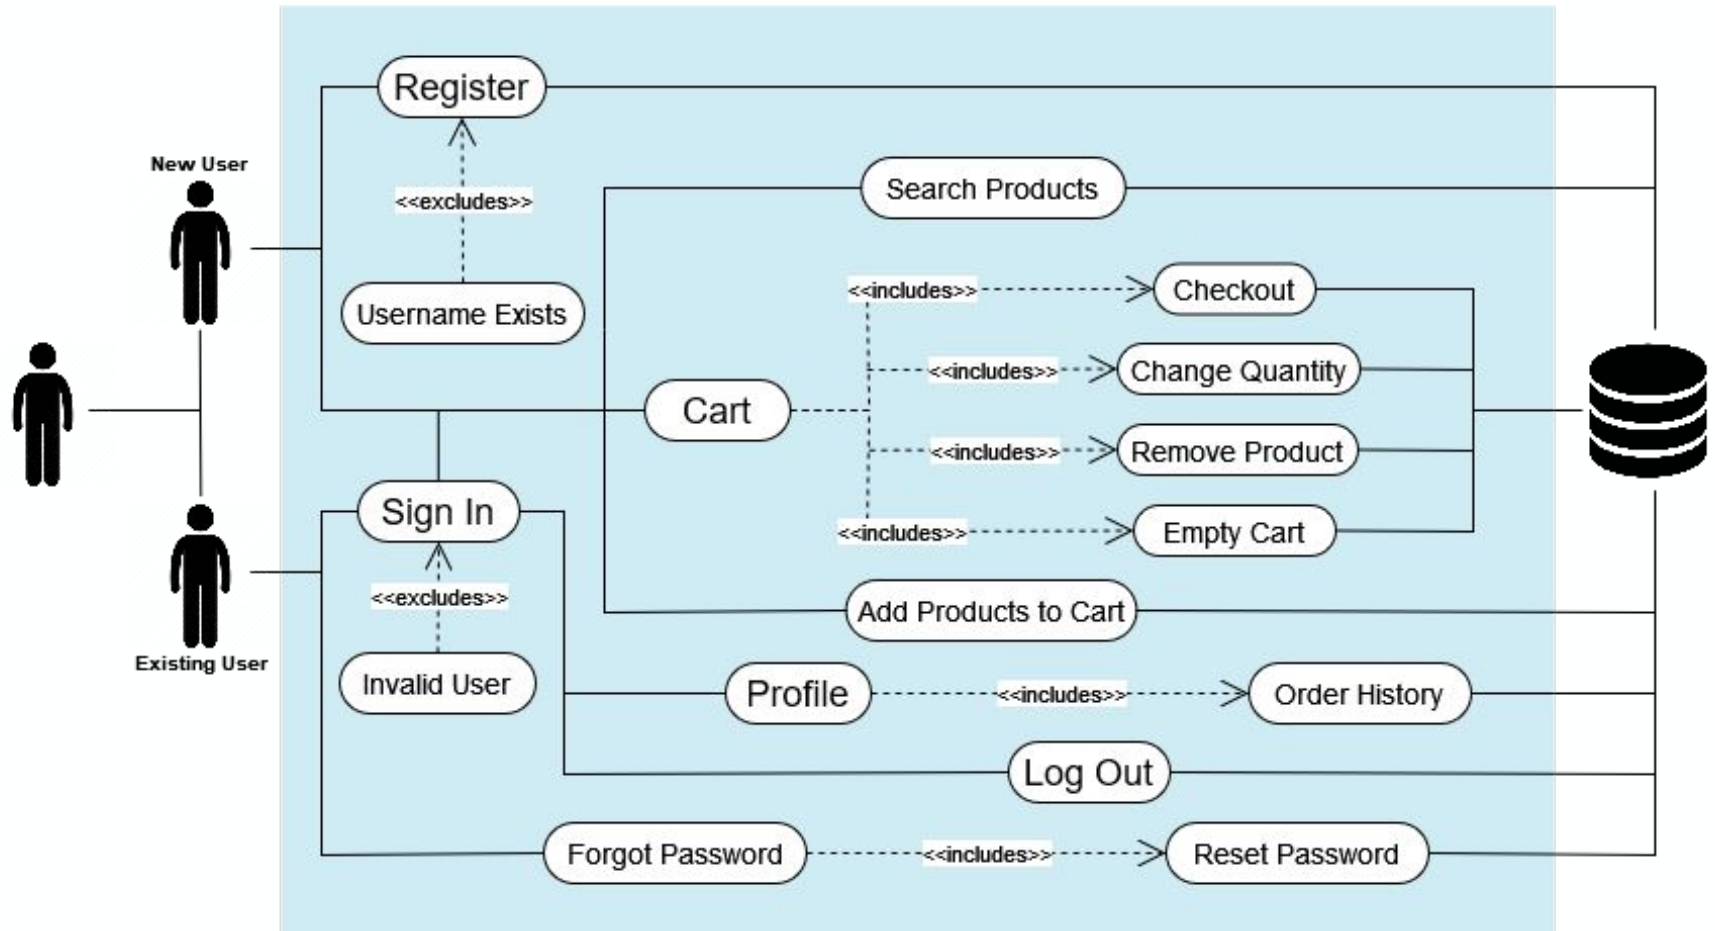 Register
New User
Search Products
<<excludes>>
<<includes>>
Checkout
Username Exists
<<includes>>
Change Quantity
Cart
<<includes>>
Remove Product
Sign In
<<includes>>
Empty Cart
<<excludes>>
Add Products to Cart
Existing User
Invalid User
Profile
<<includes>>
Order History
Log Out
Forgot Password
<<includes>>
Reset Password